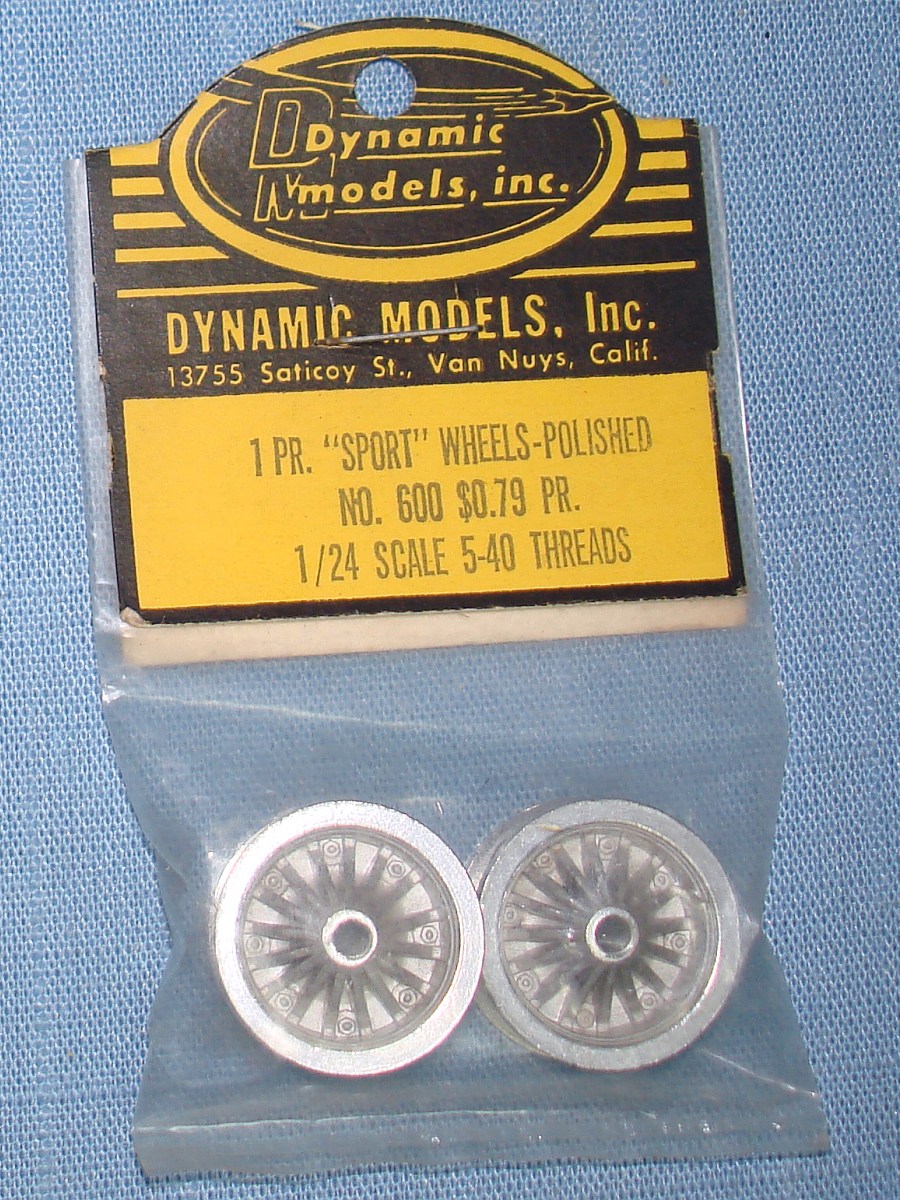 D Dynamic
M models, inc.
DYNAMIC MODELS, Inc.
13755 Saticoy St., Van Nuys, Calif.
1 PR. "SPORT" WHEELS-POLISHED
NO. 600 $0.79 PR.
1/24 SCALE 5-40 THREADS